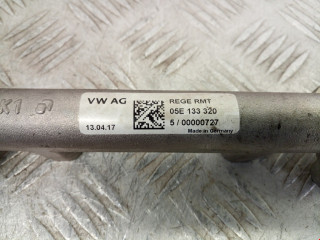 VW AG
13.04.17
REGE RMT
05E 133 320
5 / 00000727
Made in Germany